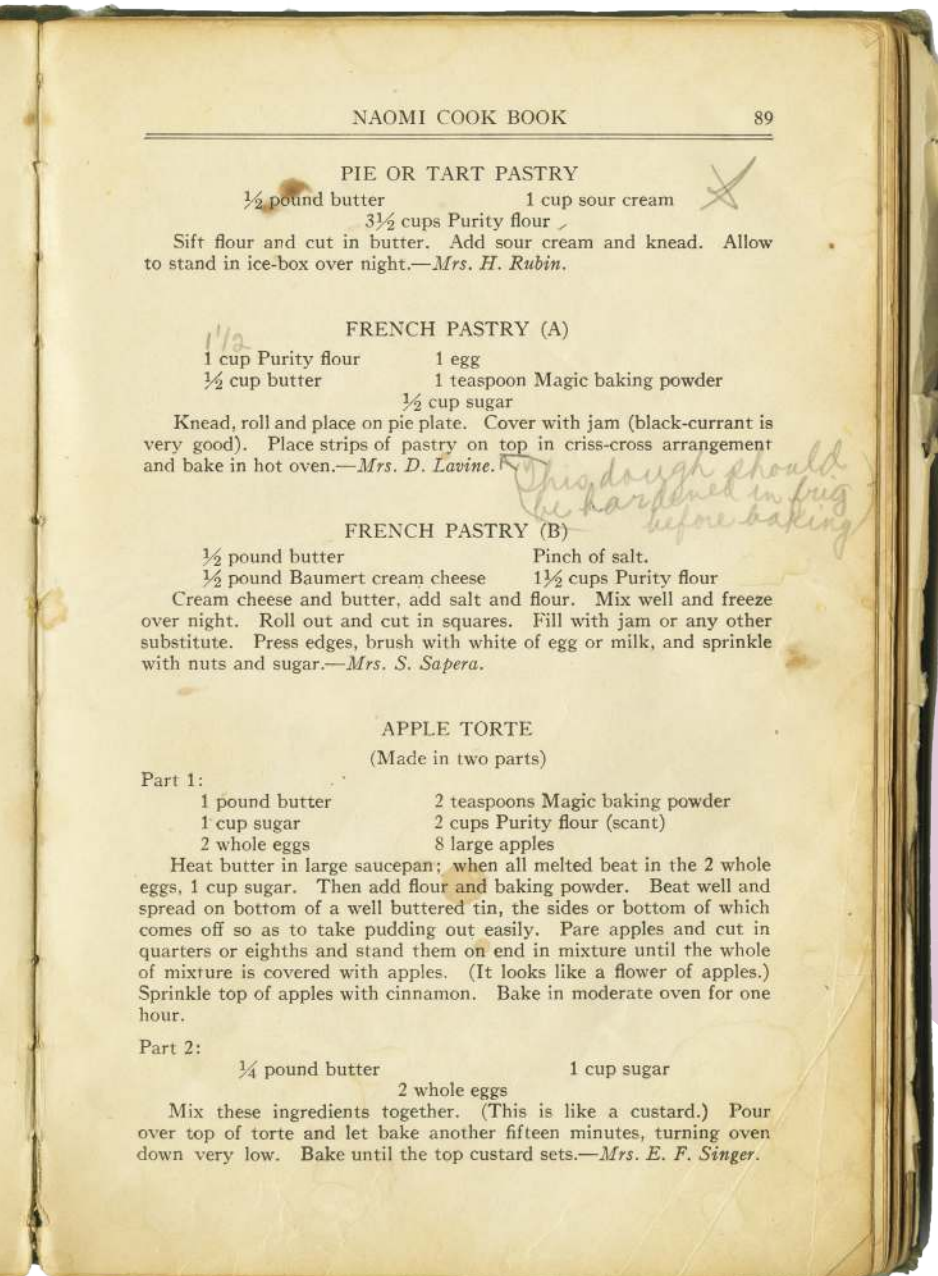 NAOMI COOK BOOK 89
PIE OR TART PASTRY
½ pound butter 1 cup sour cream
3½ cups Purity flour
Sift flour and cut in butter. Add sour cream and knead. Allow
to stand in ice-box over night.—Mrs. H. Rubin.
FRENCH PASTRY (A)
1 1/2
1 cup Purity flour 1 egg
½ cup butter 1 teaspoon Magic baking powder
½ cup sugar
Knead, roll and place on pie plate. Cover with jam (black-currant is
very good). Place strips of pastry on top in criss-cross arrangement
and bake in hot oven.—Mrs. D. Lavine.
This dough should
be hardened in frig
before baking
FRENCH PASTRY (B)
½ pound butter Pinch of salt.
½ pound Baumert cream cheese 1½ cups Purity flour
Cream cheese and butter, add salt and flour. Mix well and freeze
over night. Roll out and cut in squares. Fill with jam or any other
substitute. Press edges, brush with white of egg or milk, and sprinkle
with nuts and sugar.—Mrs. S. Sapera.
APPLE TORTE
(Made in two parts)
Part 1:
1 pound butter 2 teaspoons Magic baking powder
1 cup sugar 2 cups Purity flour (scant)
2 whole eggs 8 large apples
Heat butter in large saucepan; when all melted beat in the 2 whole
eggs, 1 cup sugar. Then add flour and baking powder. Beat well and
spread on bottom of a well buttered tin, the sides or bottom of which
comes off so as to take pudding out easily. Pare apples and cut in
quarters or eighths and stand them on end in mixture until the whole
of mixture is covered with apples. (It looks like a flower of apples.)
Sprinkle top of apples with cinnamon. Bake in moderate oven for one
hour.
Part 2:
¼ pound butter 1 cup sugar
2 whole eggs
Mix these ingredients together. (This is like a custard.) Pour
over top of torte and let bake another fifteen minutes, turning oven
down very low. Bake until the top custard sets.—Mrs. E. F. Singer.